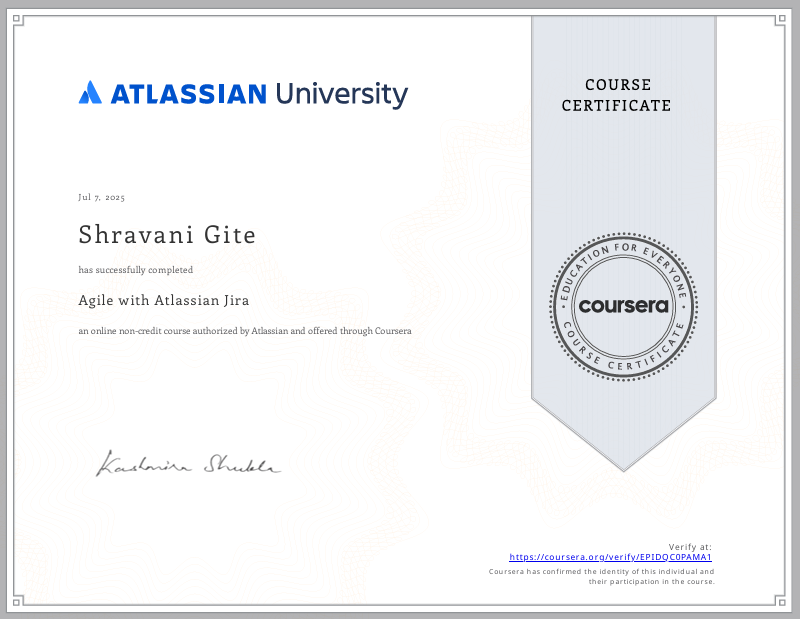 ATLASSIAN University
COURSE
CERTIFICATE
Jul 7, 2025
Shravani Gite
has successfully completed
Agile with Atlassian Jira
an online non-credit course authorized by Atlassian and offered through Coursera
EDUCATION FOR EVERYONE
coursera
COURSE CERTIFICATE
Kashmira Shukla
Verify at:
https://coursera.org/verify/EPIDQC0PAMA1
Coursera has confirmed the identity of this individual and
their participation in the course.